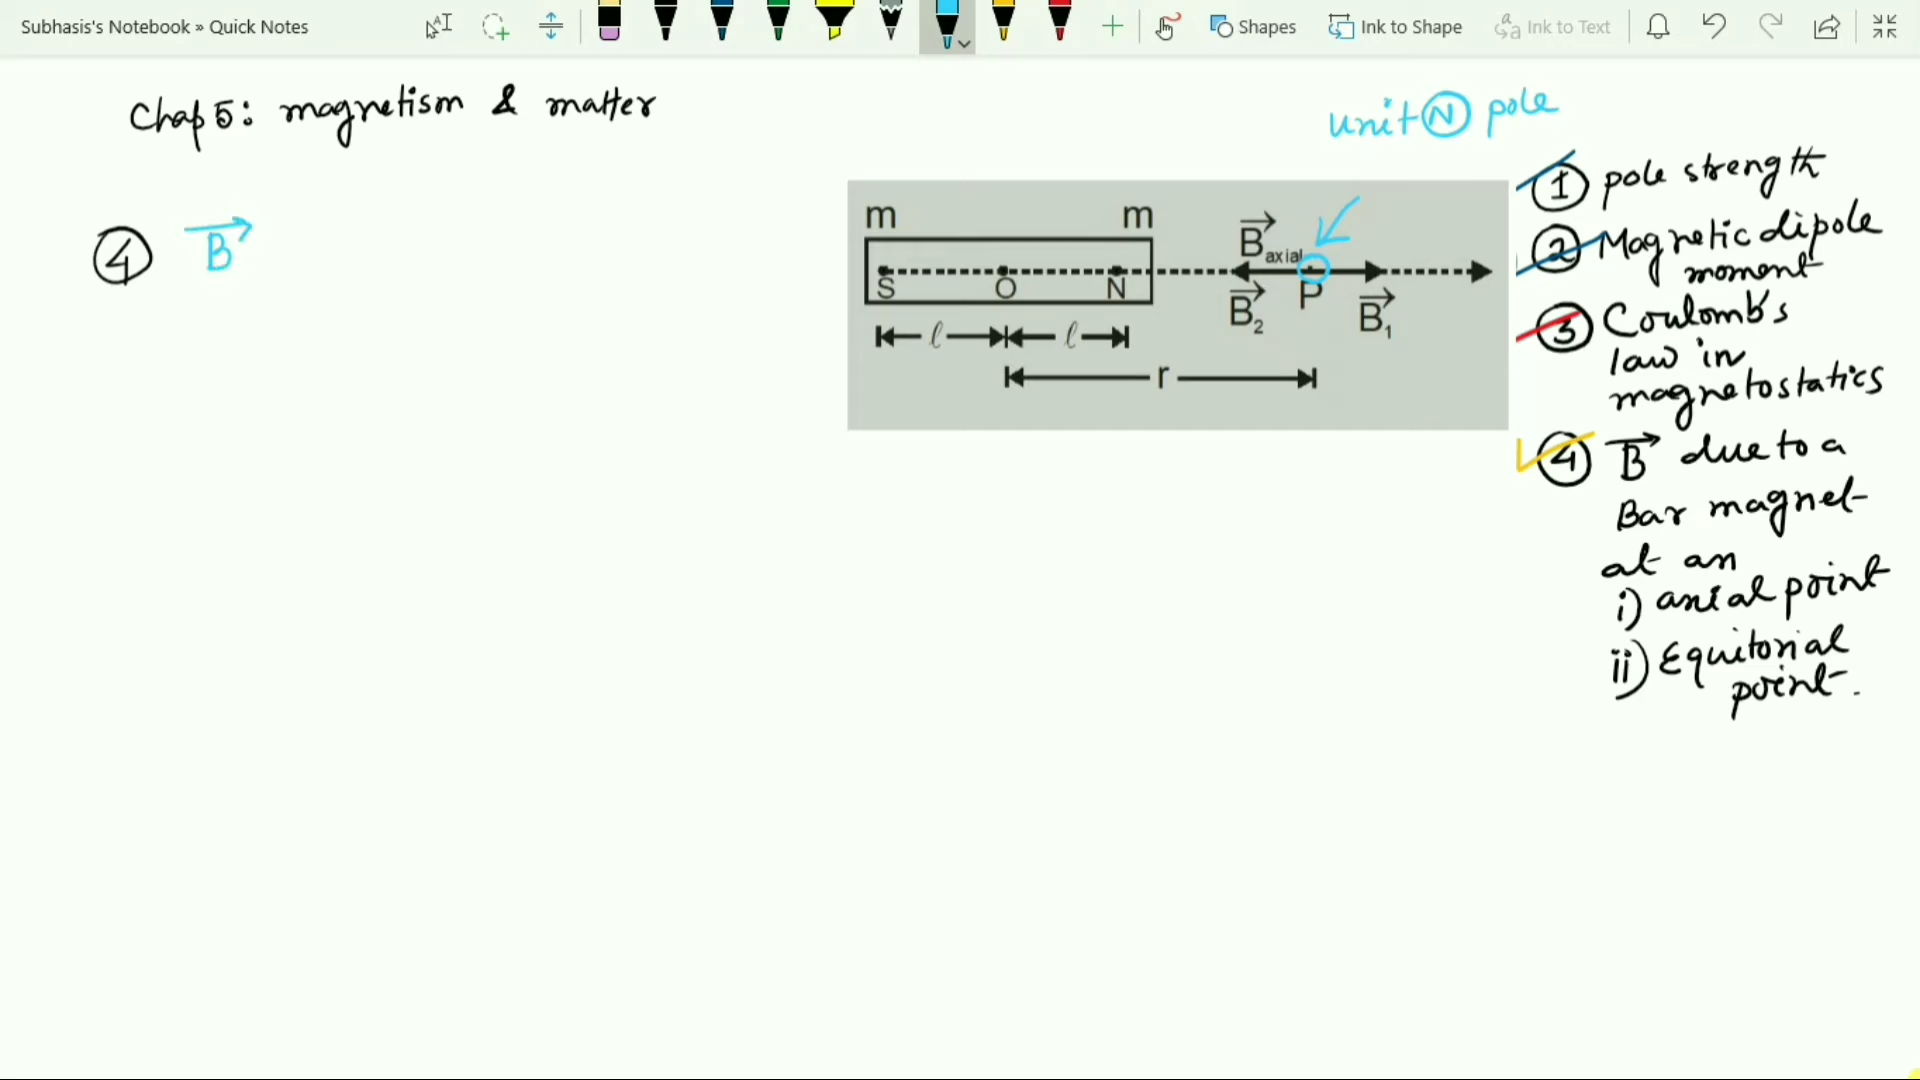 Subhasis's Notebook » Quick Notes
Shapes
Ink to Shape
Ink to Text
Chap 5: magnetism & matter
unit N pole
④ B
m m
B axial
S O N
B₂ P B₁
ℓ ℓ
r
① pole strength
② Magnetic dipole
moment
③ Coulomb's
law in
magnetostatics
④ B due to a
Bar magnet
at an
i) axial point
ii) Equitorial
point.